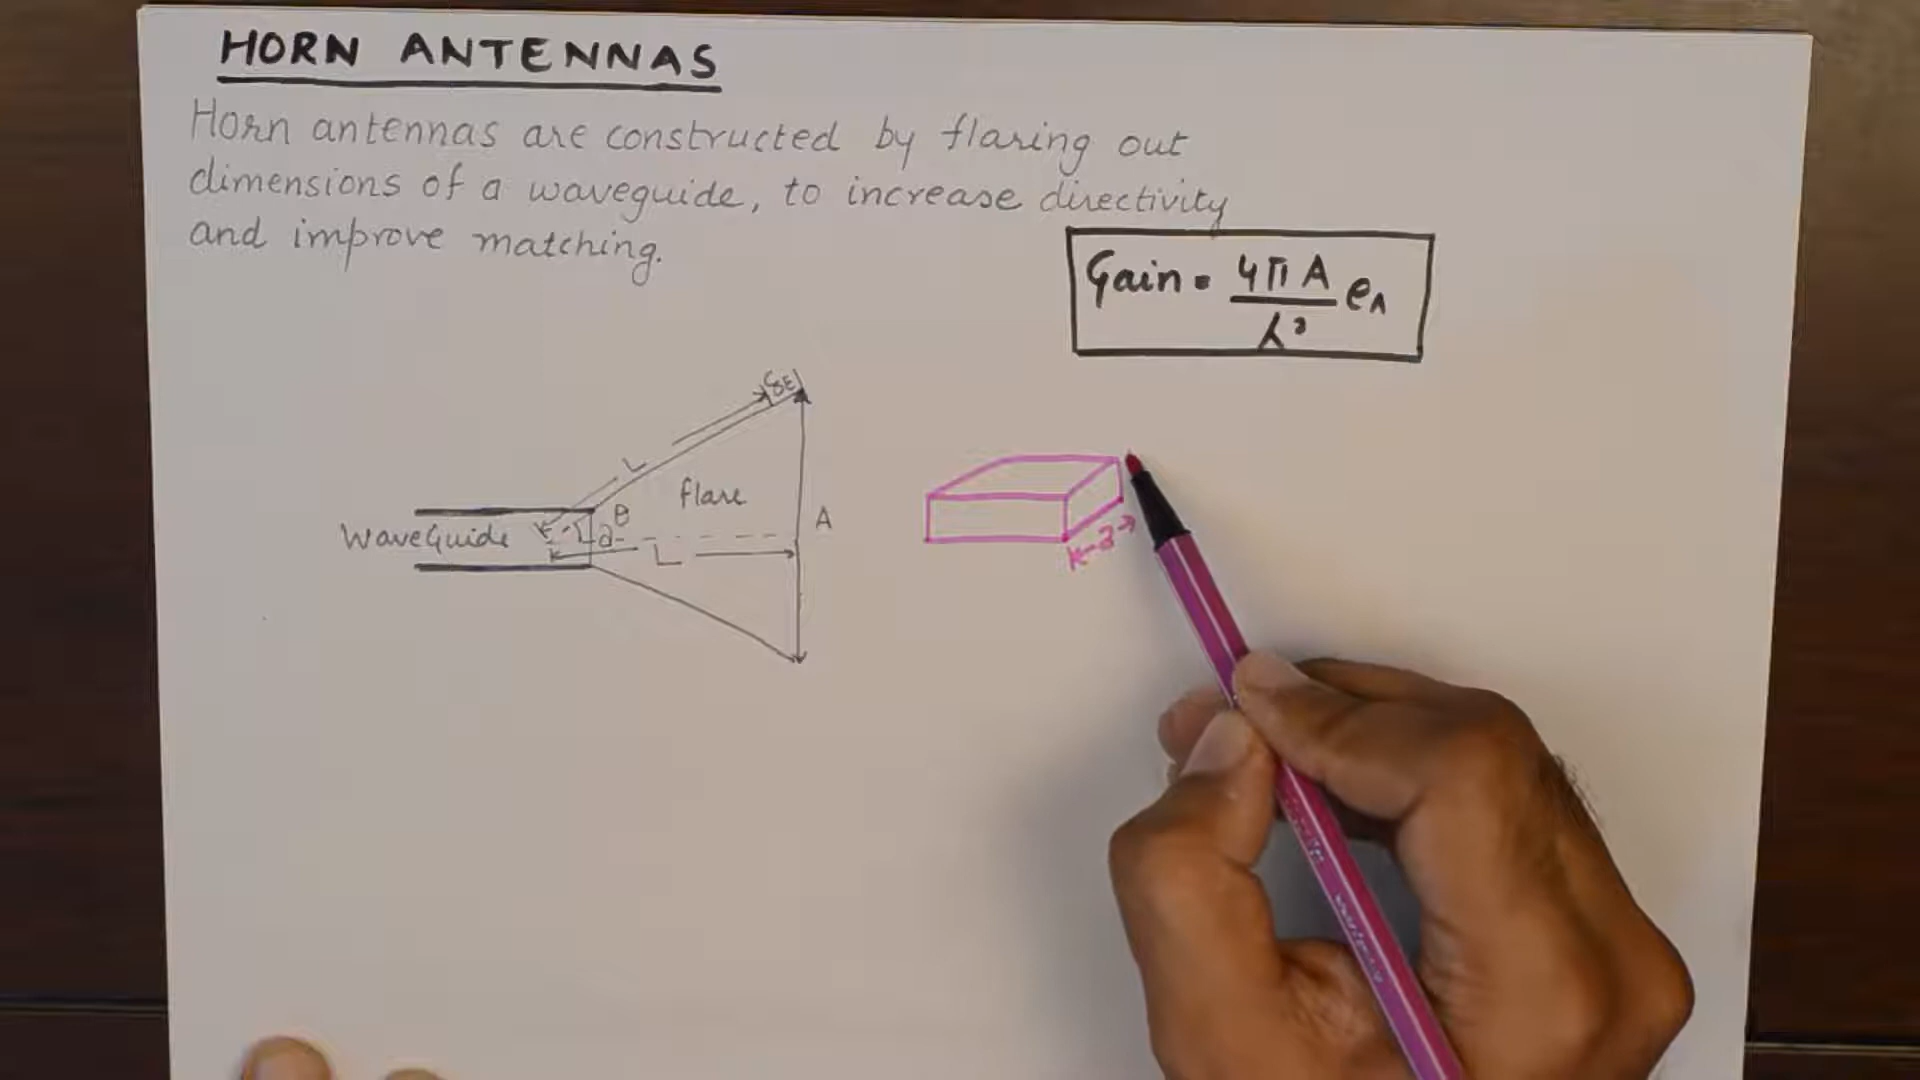 HORN ANTENNAS
Horn antennas are constructed by flaring out
dimensions of a waveguide, to increase directivity
and improve matching.
Gain = 4πA / λ² eA
δE
L
flare
θ
WaveGuide
A
L